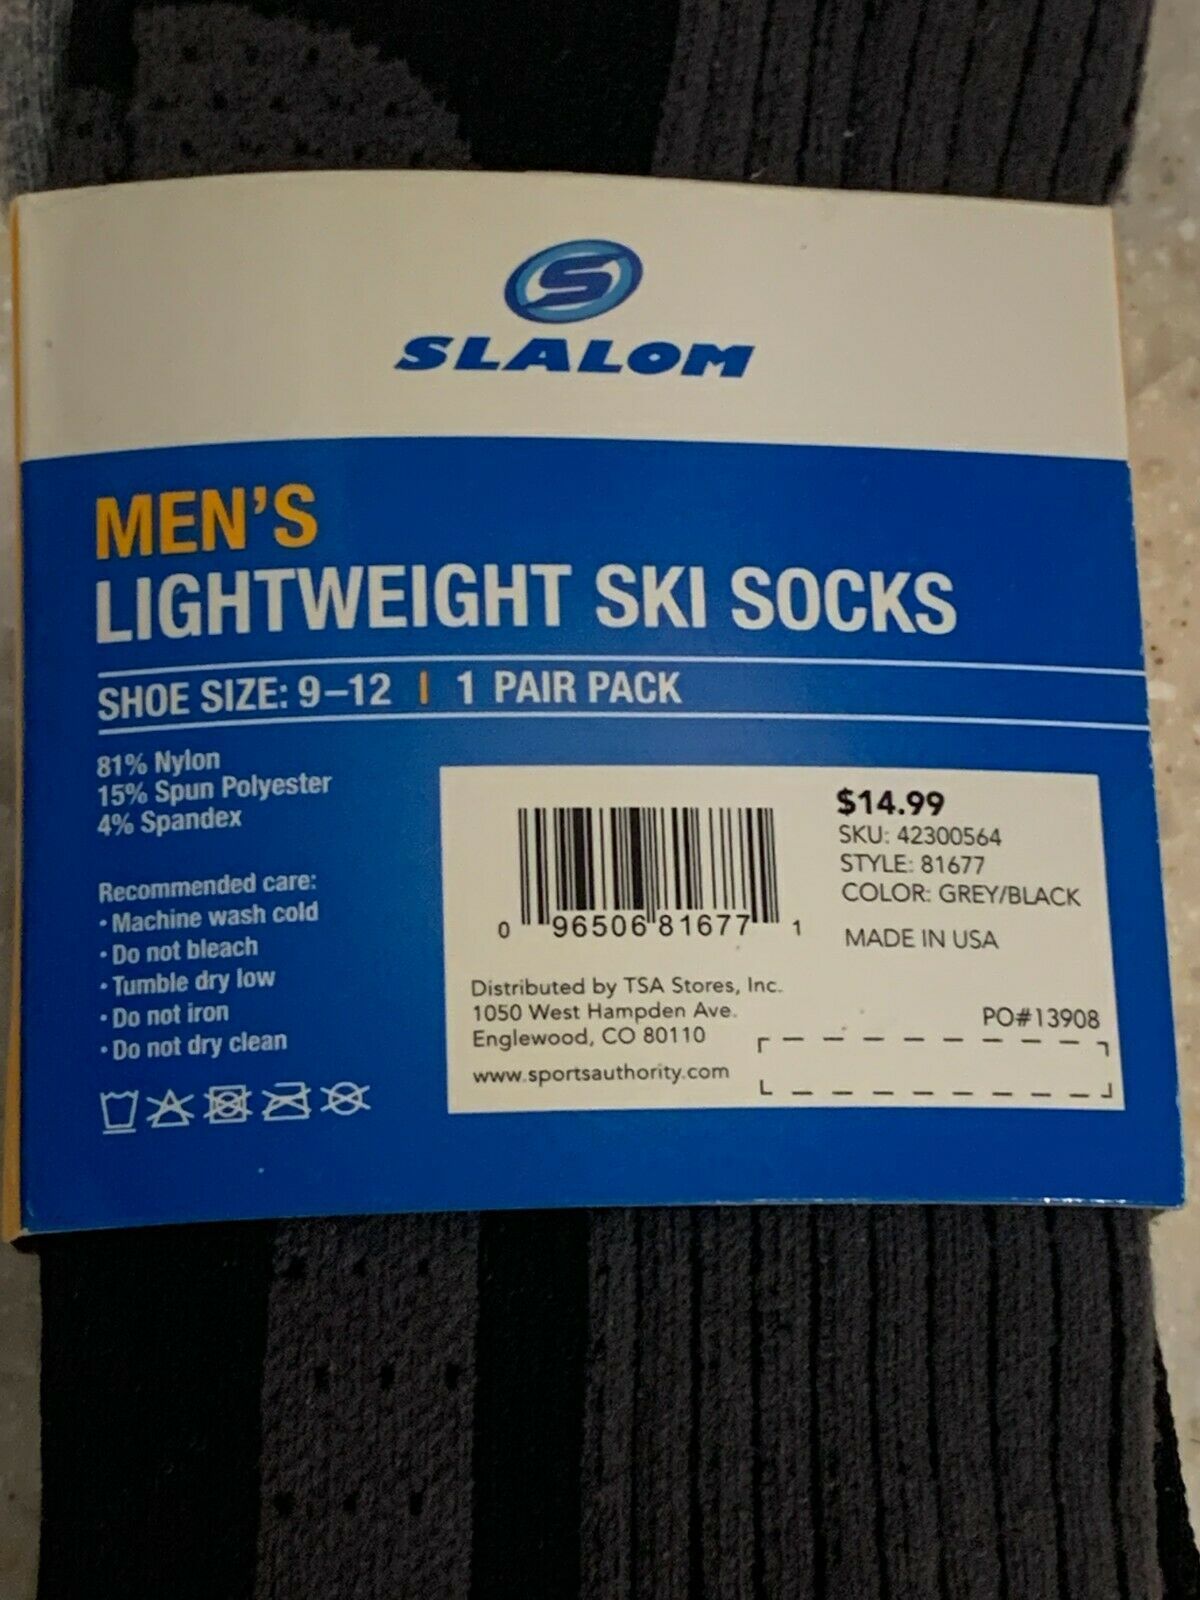 S
SLALOM
MEN'S
LIGHTWEIGHT SKI SOCKS
SHOE SIZE: 9–12 | 1 PAIR PACK
81% Nylon
15% Spun Polyester
4% Spandex
Recommended care:
• Machine wash cold
• Do not bleach
• Tumble dry low
• Do not iron
• Do not dry clean
$14.99
SKU: 42300564
STYLE: 81677
COLOR: GREY/BLACK
MADE IN USA
0 96506 81677 1
Distributed by TSA Stores, Inc.
1050 West Hampden Ave.
Englewood, CO 80110
www.sportsauthority.com
PO#13908